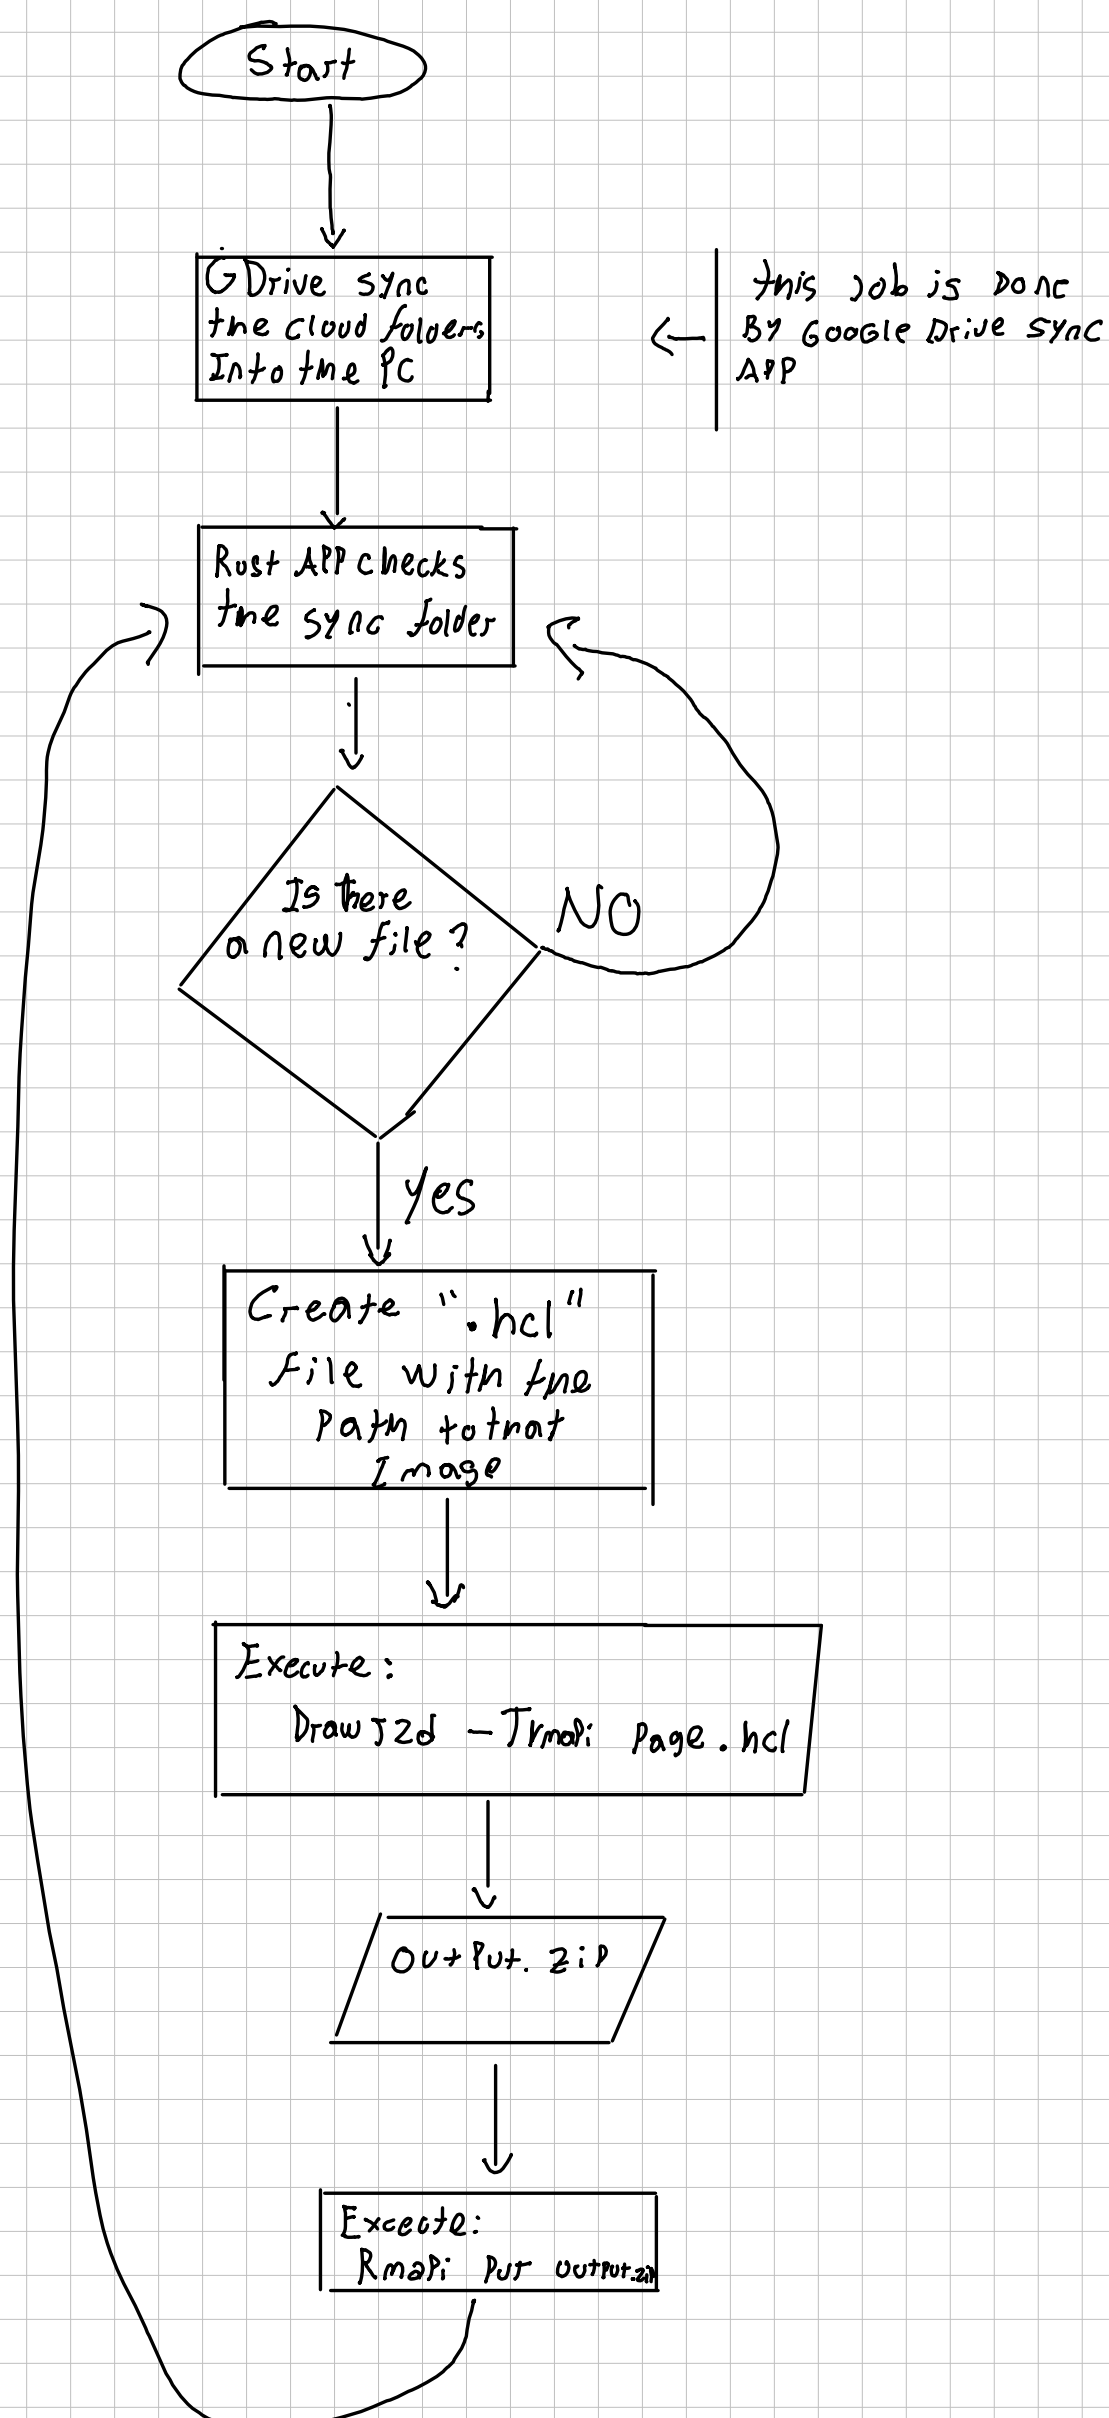 Start
GDrive sync
the cloud folders
Into the PC
this Job is Done
By Google Drive Sync
APP
Rust APP checks
the sync folder
Is there
a new file?
NO
Yes
Create ".hcl"
file with the
Path to that
Image
Execute:
Drawj2d -Trmapi Page.hcl
OutPut.zip
Execute:
Rmapi Put OutPut.zip